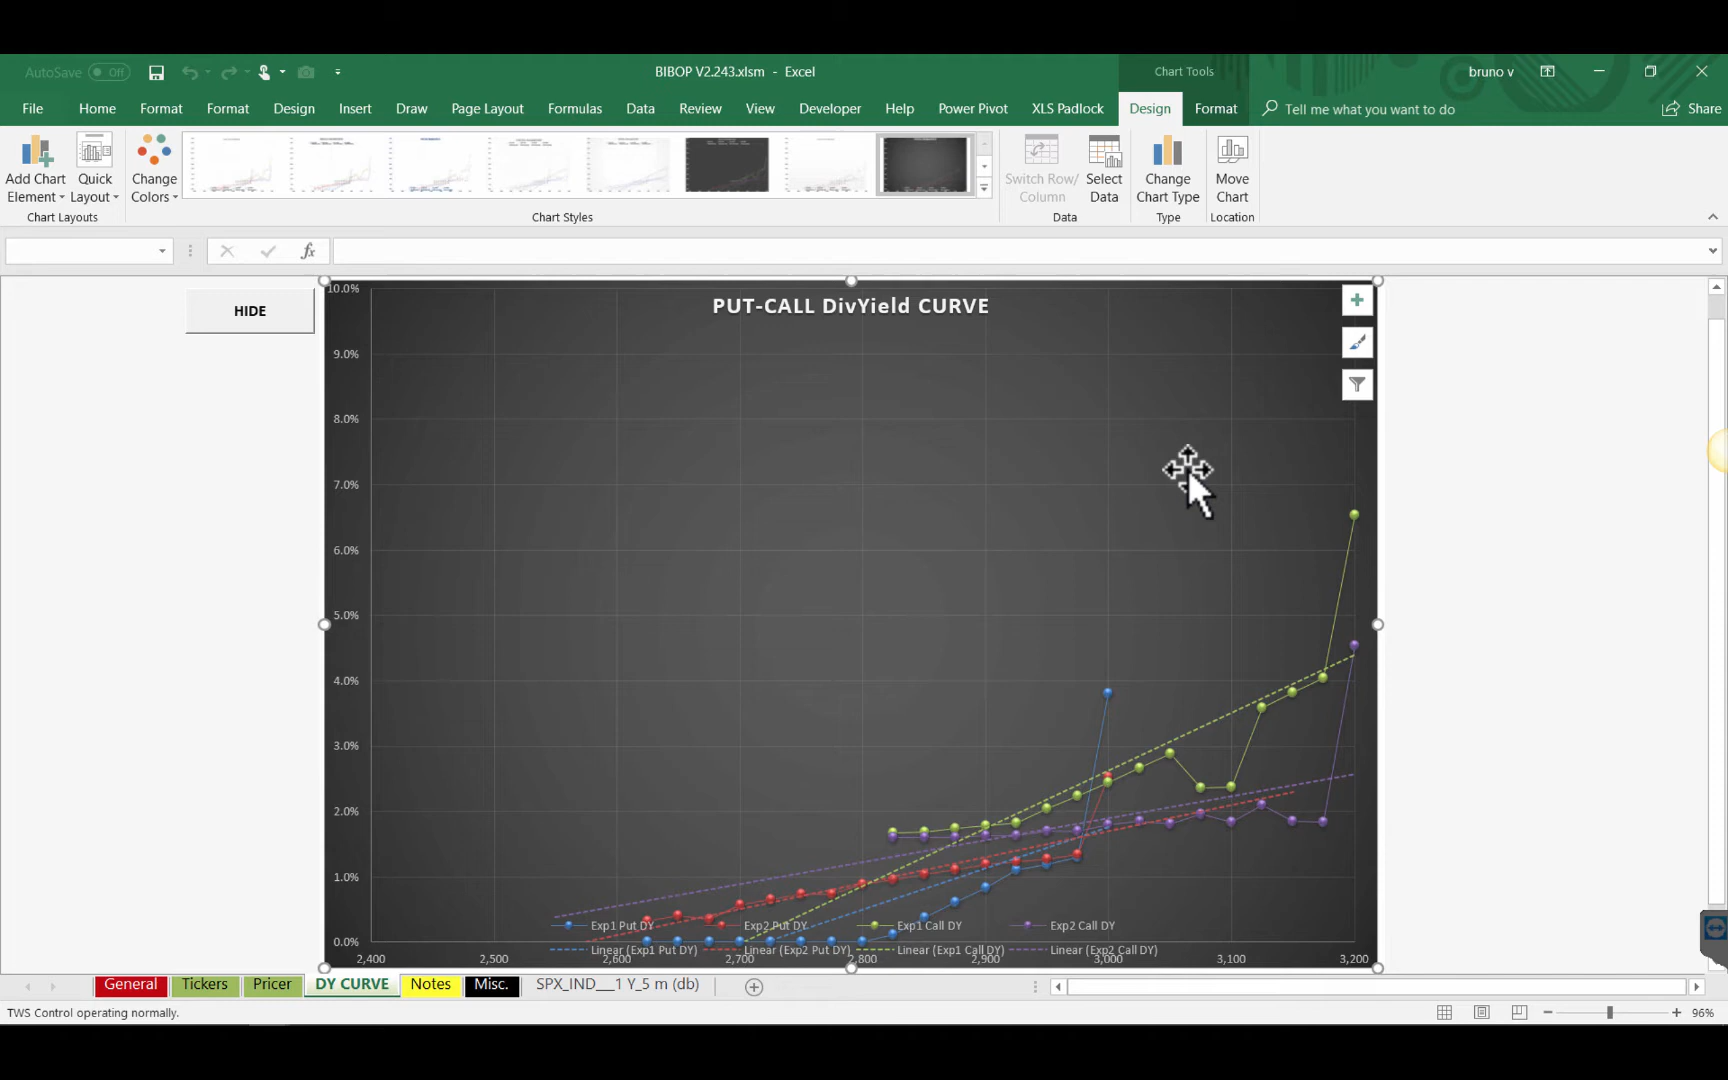 AutoSave Off BIBOP V2.243.xlsm - Excel Chart Tools bruno v
File Home Format Format Design Insert Draw Page Layout Formulas Data Review View Developer Help Power Pivot XLS Padlock Design Format Tell me what you want to do Share
Add Chart Element Quick Layout Change Colors Switch Row/ Column Select Data Change Chart Type Move Chart
Chart Layouts Chart Styles Data Type Location
fx
HIDE
PUT-CALL DivYield CURVE
10.0%
9.0%
8.0%
7.0%
6.0%
5.0%
4.0%
3.0%
2.0%
1.0%
0.0%
Exp1 Put DY Exp2 Put DY Exp1 Call DY Exp2 Call DY
Linear (Exp1 Put DY) Linear (Exp2 Put DY) Linear (Exp1 Call DY) Linear (Exp2 Call DY)
2,400 2,500 2,600 2,700 2,800 2,900 3,000 3,100 3,200
General Tickers Pricer DY CURVE Notes Misc. SPX_IND___1 Y_5 m (db)
TWS Control operating normally. 96%